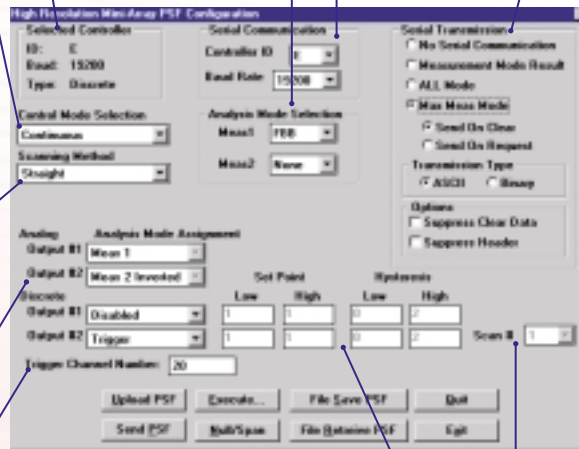 High Resolution Mini-Array PSF Configuration
Selected Controller
ID: E
Baud: 19200
Type: Discrete
Serial Communication
Controller ID E
Baud Rate 19200
Serial Transmission
No Serial Communication
Measurement Mode Result
ALL Mode
Max Meas Mode
Send On Clear
Send On Request
Transmission Type
ASCII Binary
Options
Suppress Clear Data
Suppress Header
Control Mode Selection
Continuous
Scanning Method
Straight
Analysis Mode Selection
Meas1 FBB
Meas2 None
Analog Analysis Mode Assignment
Output #1 Meas 1
Output #2 Meas 2 Inverted
Discrete
Output #1 Disabled
Output #2 Trigger
Set Point Hysteresis
Low High Low High
1 1 0 2
1 1 0 2
Scan # 1
Trigger Channel Number: 20
Upload PSF Execute... File Save PSF Quit
Send PSF Null/Span File Retrieve PSF Exit